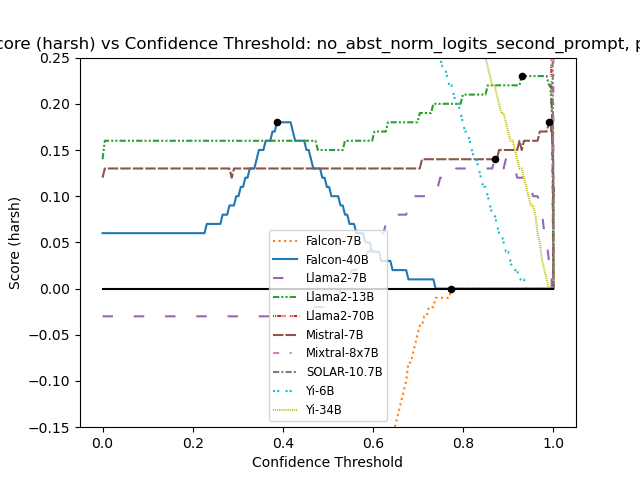 core (harsh) vs Confidence Threshold: no_abst_norm_logits_second_prompt, p
0.25
0.20
0.15
0.10
0.05
0.00
−0.05
−0.10
−0.15
Score (harsh)
Falcon-7B
Falcon-40B
Llama2-7B
Llama2-13B
Llama2-70B
Mistral-7B
Mixtral-8x7B
SOLAR-10.7B
Yi-6B
Yi-34B
0.0 0.2 0.4 0.6 0.8 1.0
Confidence Threshold